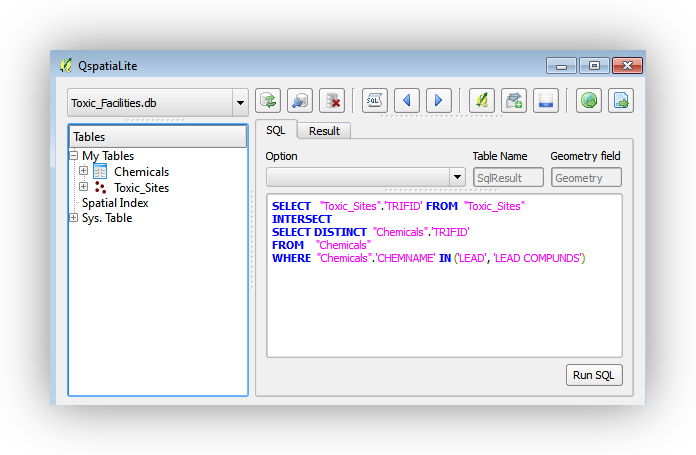 QspatiaLite
Toxic_Facilities.db
SQL
Tables
My Tables
Chemicals
Toxic_Sites
Spatial Index
Sys. Table
SQL Result
Option Table Name Geometry field
SqlResult Geometry
SELECT "Toxic_Sites".'TRIFID' FROM "Toxic_Sites"
INTERSECT
SELECT DISTINCT "Chemicals".'TRIFID'
FROM "Chemicals"
WHERE "Chemicals".'CHEMNAME' IN ('LEAD', 'LEAD COMPUNDS')
Run SQL